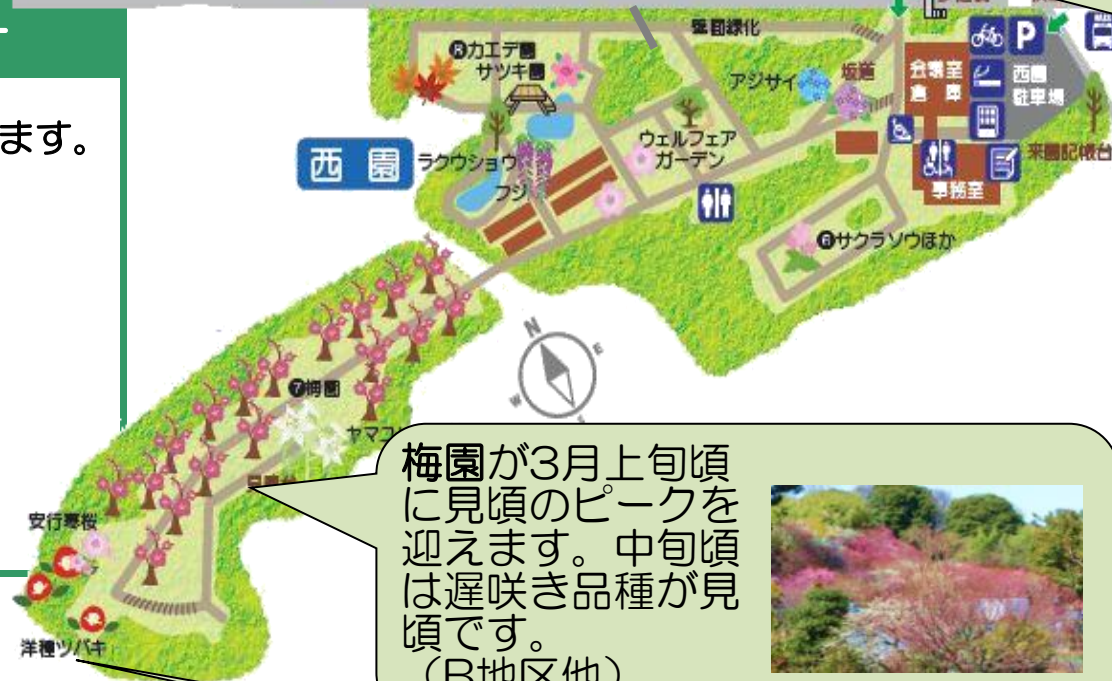 ます。
壁面緑化
❽カエデ園
サツキ園
アジサイ
坂道
会議室
倉 庫
P
西園
駐車場
西 園
ラクウショウ
フジ
ウェルフェア
ガーデン
来園記帳台
事務室
❻サクラソウほか
N
E
W
❼梅園
安行寒桜
洋種ツバキ
梅園が3月上旬頃
に見頃のピークを
迎えます。中旬頃
は遅咲き品種が見
頃です。
（B地区他）